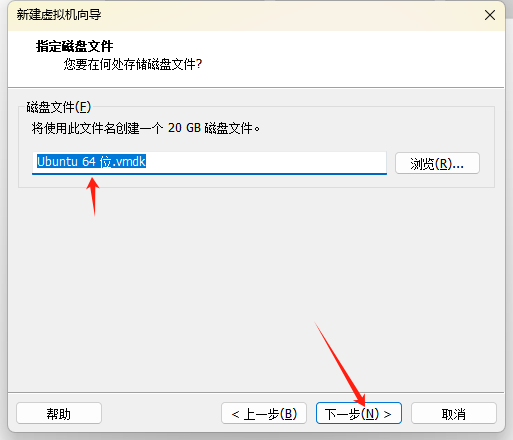 新建虚拟机向导
指定磁盘文件
您要在何处存储磁盘文件?
磁盘文件(F)
将使用此文件名创建一个 20 GB 磁盘文件。
Ubuntu 64 位.vmdk
浏览(R)...
帮助
< 上一步(B)
下一步(N) >
取消